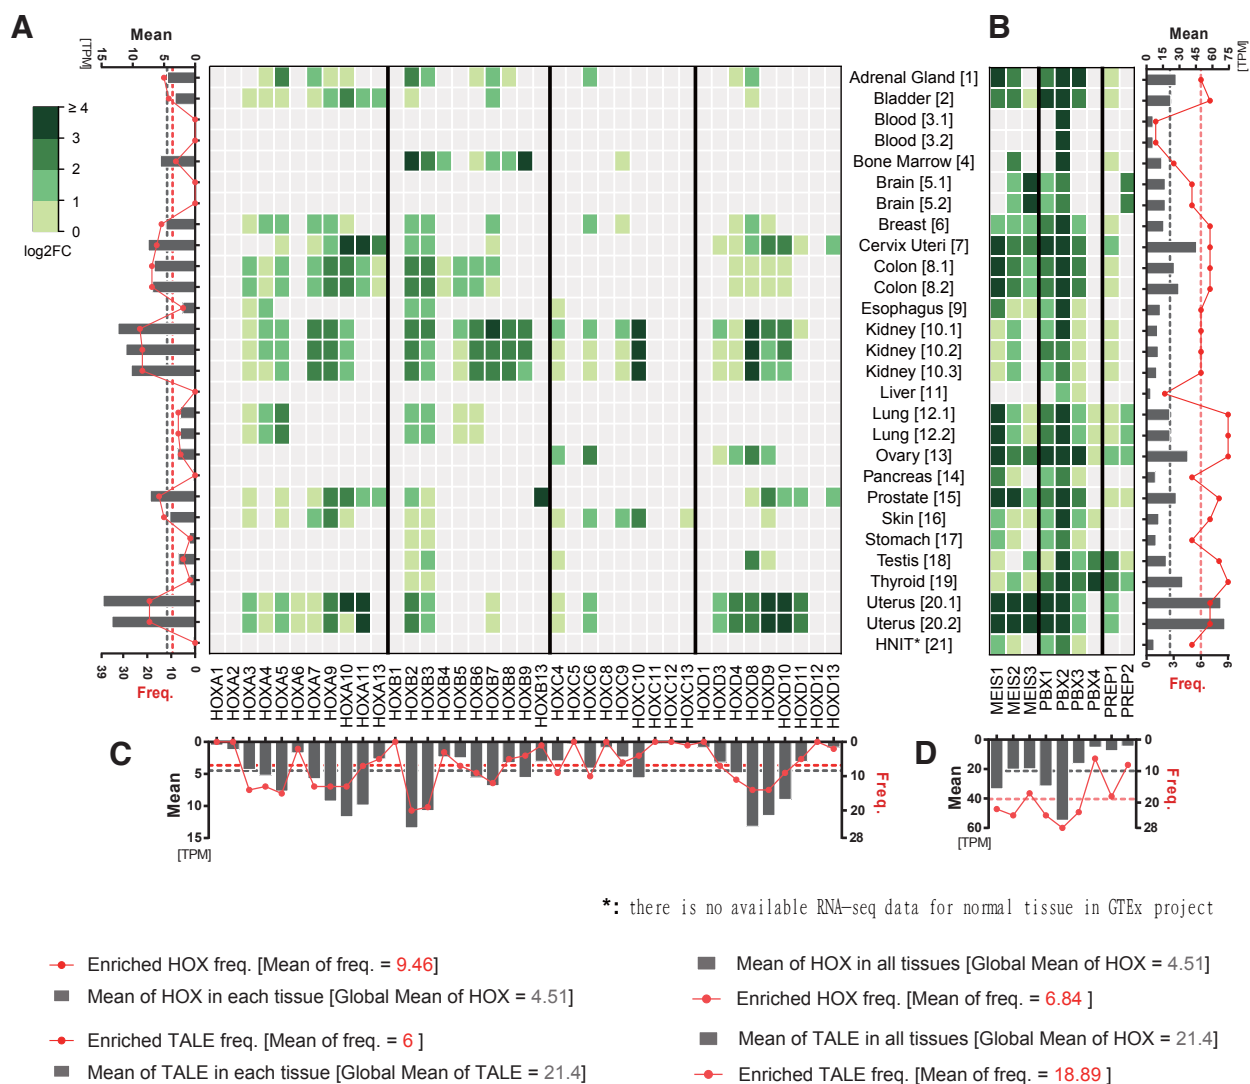 A
B
Mean
[TPM]
15
10
5
0
Mean
0
15
30
45
60
75
[TPM]
≥ 4
3
2
1
0
log2FC
Adrenal Gland [1]
Bladder [2]
Blood [3.1]
Blood [3.2]
Bone Marrow [4]
Brain [5.1]
Brain [5.2]
Breast [6]
Cervix Uteri [7]
Colon [8.1]
Colon [8.2]
Esophagus [9]
Kidney [10.1]
Kidney [10.2]
Kidney [10.3]
Liver [11]
Lung [12.1]
Lung [12.2]
Ovary [13]
Pancreas [14]
Prostate [15]
Skin [16]
Stomach [17]
Testis [18]
Thyroid [19]
Uterus [20.1]
Uterus [20.2]
HNIT* [21]
39
30
20
10
0
Freq.
0
3
6
9
Freq.
HOXA1
HOXA2
HOXA3
HOXA4
HOXA5
HOXA6
HOXA7
HOXA9
HOXA10
HOXA11
HOXA13
HOXB1
HOXB2
HOXB3
HOXB4
HOXB5
HOXB6
HOXB7
HOXB8
HOXB9
HOXB13
HOXC4
HOXC5
HOXC6
HOXC8
HOXC9
HOXC10
HOXC11
HOXC12
HOXC13
HOXD1
HOXD3
HOXD4
HOXD8
HOXD9
HOXD10
HOXD11
HOXD12
HOXD13
MEIS1
MEIS2
MEIS3
PBX1
PBX2
PBX3
PBX4
PREP1
PREP2
C
Mean
0
5
10
15
[TPM]
0
10
20
28
Freq.
D
Mean
0
20
40
60
[TPM]
0
10
20
28
Freq.
*: there is no available RNA-seq data for normal tissue in GTEx project
Enriched HOX freq. [Mean of freq. = 9.46]
Mean of HOX in each tissue [Global Mean of HOX = 4.51]
Enriched TALE freq. [Mean of freq. = 6 ]
Mean of TALE in each tissue [Global Mean of TALE = 21.4]
Mean of HOX in all tissues [Global Mean of HOX = 4.51]
Enriched HOX freq. [Mean of freq. = 6.84 ]
Mean of TALE in all tissues [Global Mean of HOX = 21.4]
Enriched TALE freq. [Mean of freq. = 18.89 ]